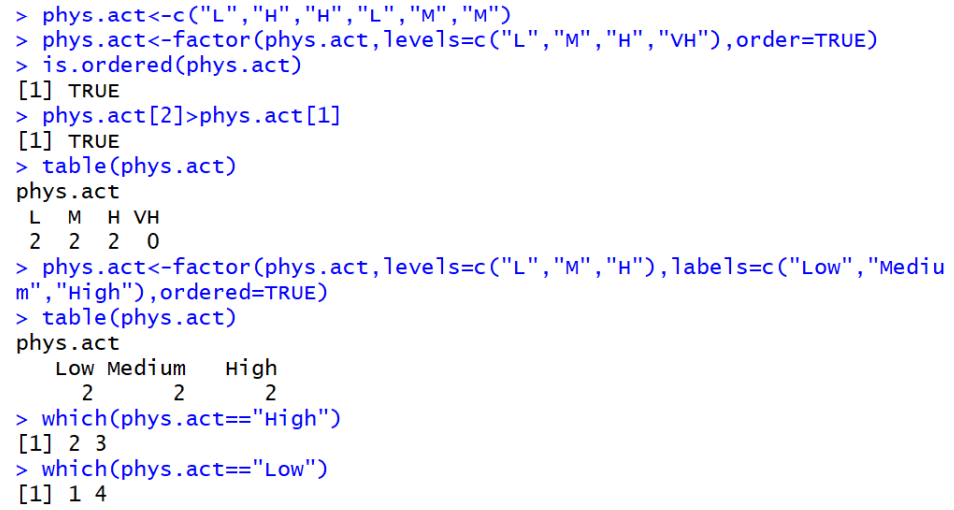 > phys.act<-c("L","H","H","L","M","M")
> phys.act<-factor(phys.act,levels=c("L","M","H","VH"),order=TRUE)
> is.ordered(phys.act)
[1] TRUE
> phys.act[2]>phys.act[1]
[1] TRUE
> table(phys.act)
phys.act
 L  M  H VH
 2  2  2  0
> phys.act<-factor(phys.act,levels=c("L","M","H"),labels=c("Low","Mediu
m","High"),ordered=TRUE)
> table(phys.act)
phys.act
   Low Medium   High
     2      2      2
> which(phys.act=="High")
[1] 2 3
> which(phys.act=="Low")
[1] 1 4